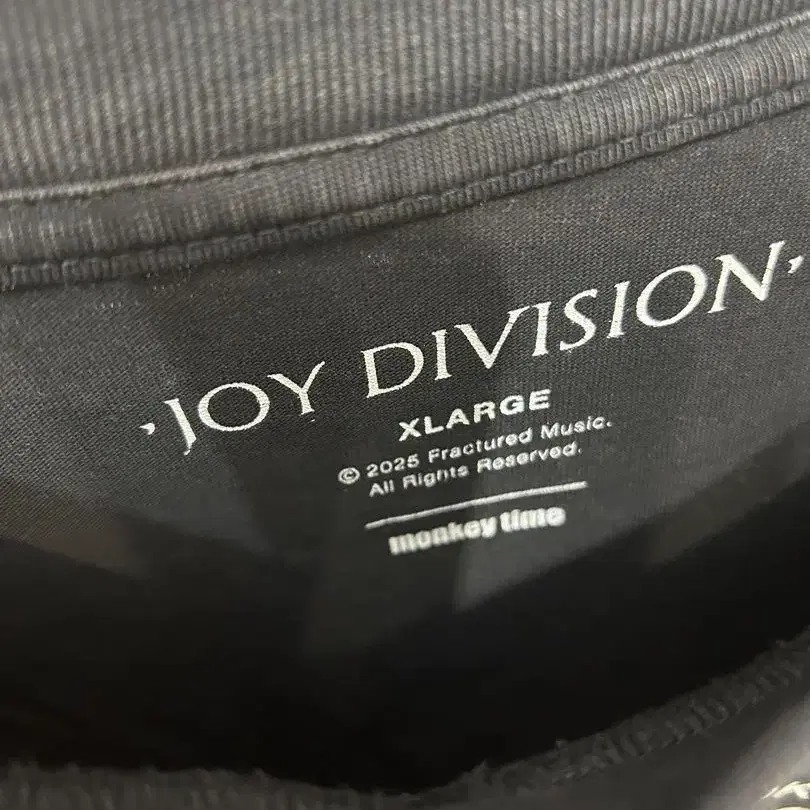 'JOY DIVISION'
XLARGE
© 2025 Fractured Music.
All Rights Reserved.
monkey time